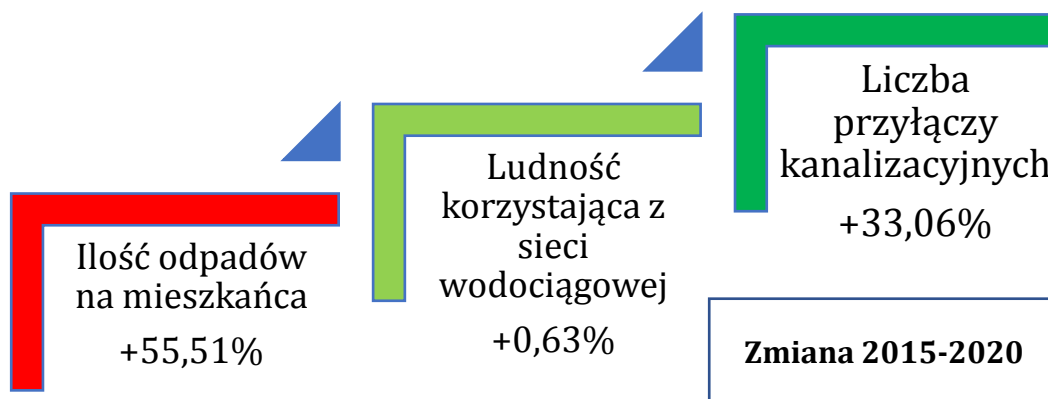 Ilość odpadów
na mieszkańca
+55,51%
Ludność
korzystająca z
sieci
wodociągowej
+0,63%
Liczba
przyłączy
kanalizacyjnych
+33,06%
Zmiana 2015-2020